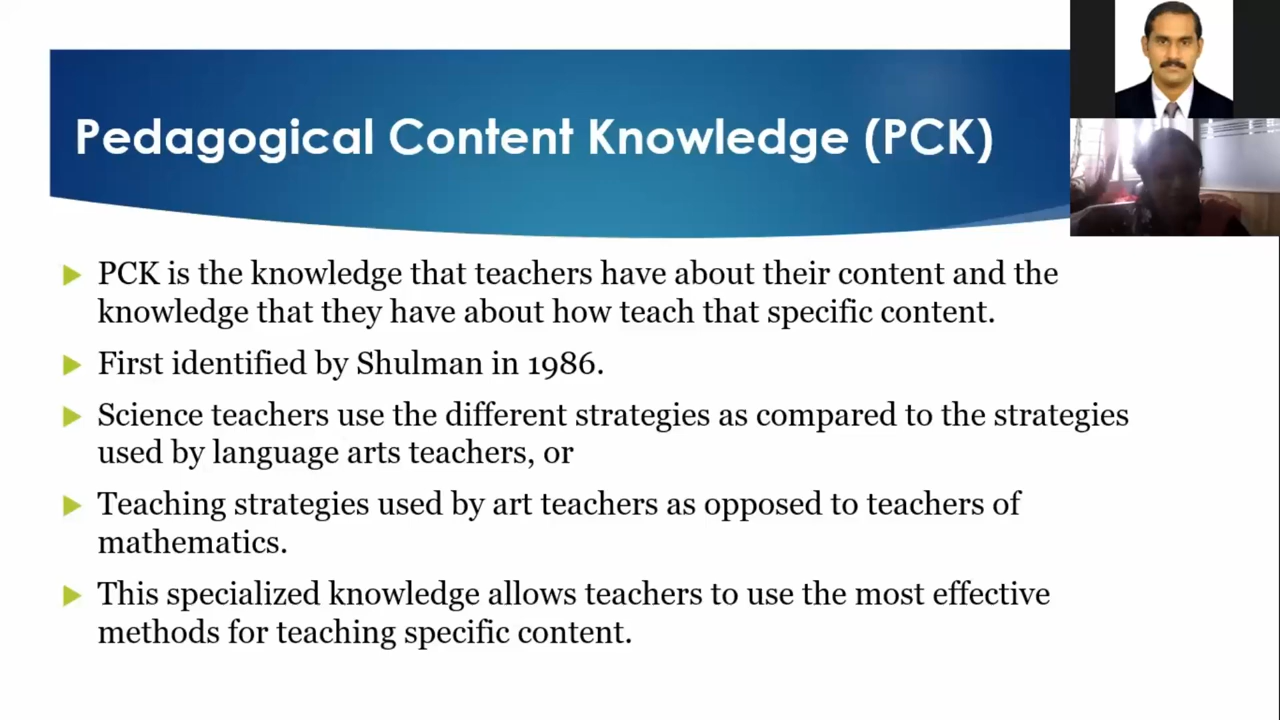 Pedagogical Content Knowledge (PCK)
PCK is the knowledge that teachers have about their content and the
knowledge that they have about how teach that specific content.
First identified by Shulman in 1986.
Science teachers use the different strategies as compared to the strategies
used by language arts teachers, or
Teaching strategies used by art teachers as opposed to teachers of
mathematics.
This specialized knowledge allows teachers to use the most effective
methods for teaching specific content.